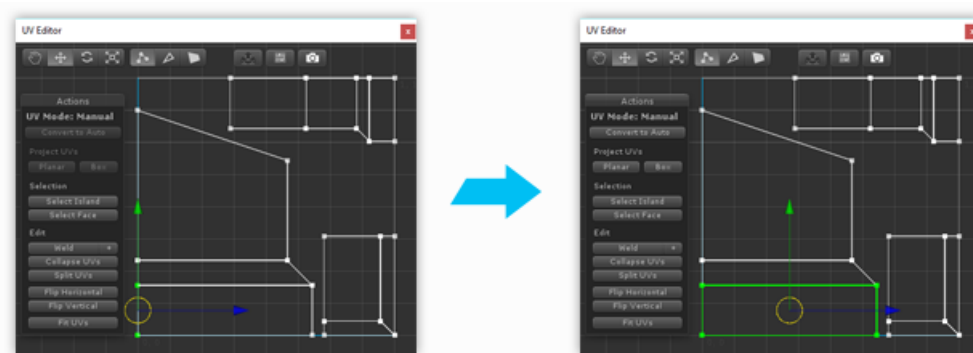 UV Editor
x
Actions
UV Mode: Manual
Convert to Auto
Project UVs
Planar Box
Selection
Select Island
Select Face
Edit
Weld +
Collapse UVs
Split UVs
Flip Horizontal
Flip Vertical
Fit UVs
UV Editor
x
Actions
UV Mode: Manual
Convert to Auto
Project UVs
Planar Box
Selection
Select Island
Select Face
Edit
Weld +
Collapse UVs
Split UVs
Flip Horizontal
Flip Vertical
Fit UVs